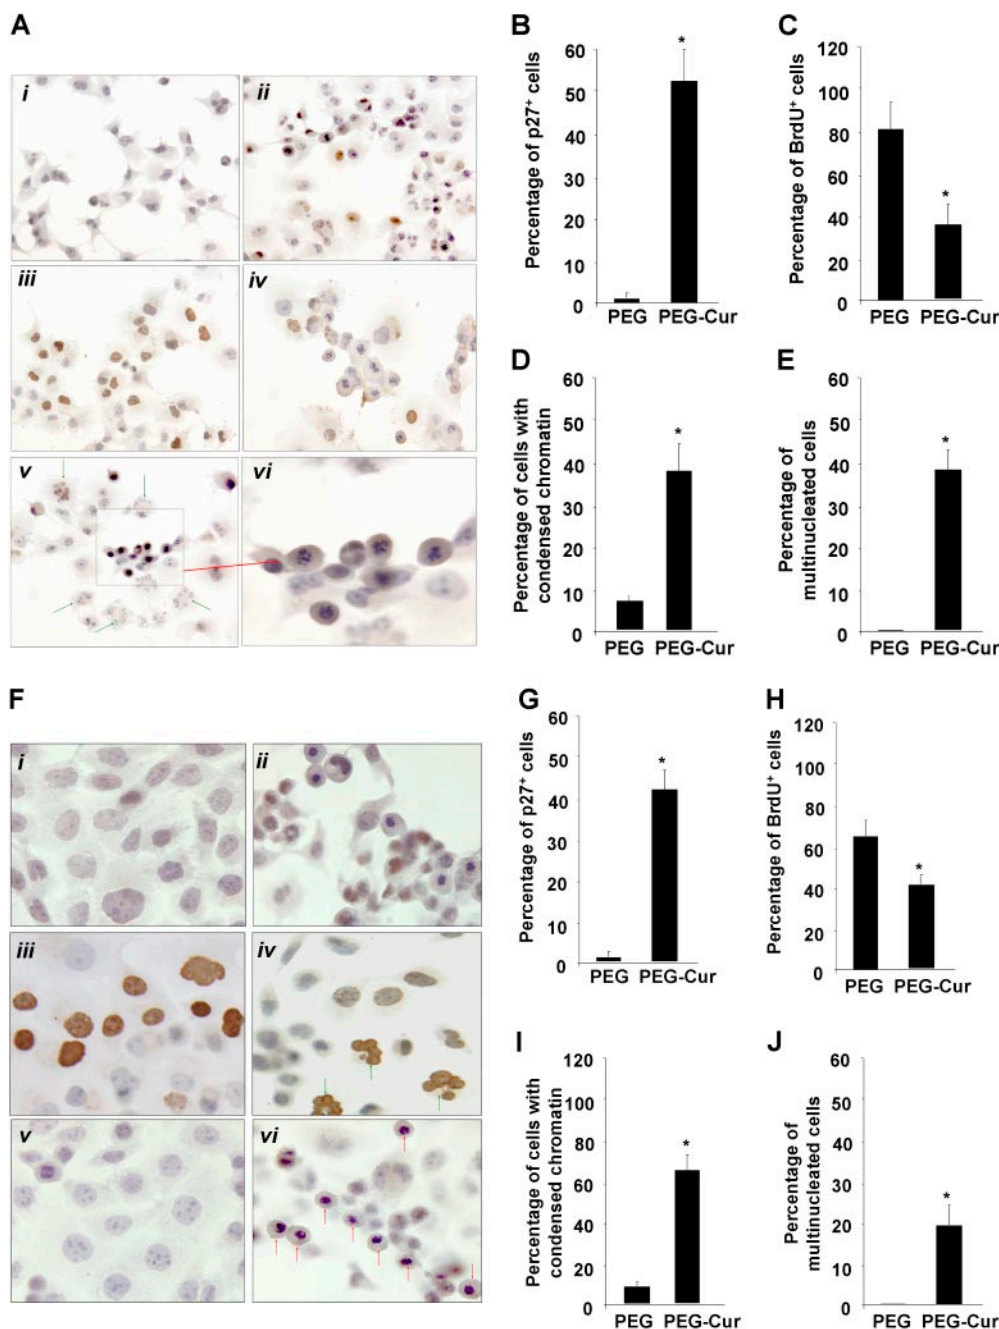 A
i
ii
iii
iv
v
vi
B
Percentage of p27+ cells
60
50
40
30
20
10
0
PEG PEG-Cur
*
C
Percentage of BrdU+ cells
120
100
80
60
40
20
0
PEG PEG-Cur
*
D
Percentage of cells with
condensed chromatin
60
50
40
30
20
10
0
PEG PEG-Cur
*
E
Percentage of
multinucleated cells
60
50
40
30
20
10
0
PEG PEG-Cur
*
F
i
ii
iii
iv
v
vi
G
Percentage of p27+ cells
60
50
40
30
20
10
0
PEG PEG-Cur
*
H
Percentage of BrdU+ cells
120
100
80
60
40
20
0
PEG PEG-Cur
*
I
Percentage of cells with
condensed chromatin
120
100
80
60
40
20
0
PEG PEG-Cur
*
J
Percentage of
multinucleated cells
60
50
40
30
20
10
0
PEG PEG-Cur
*